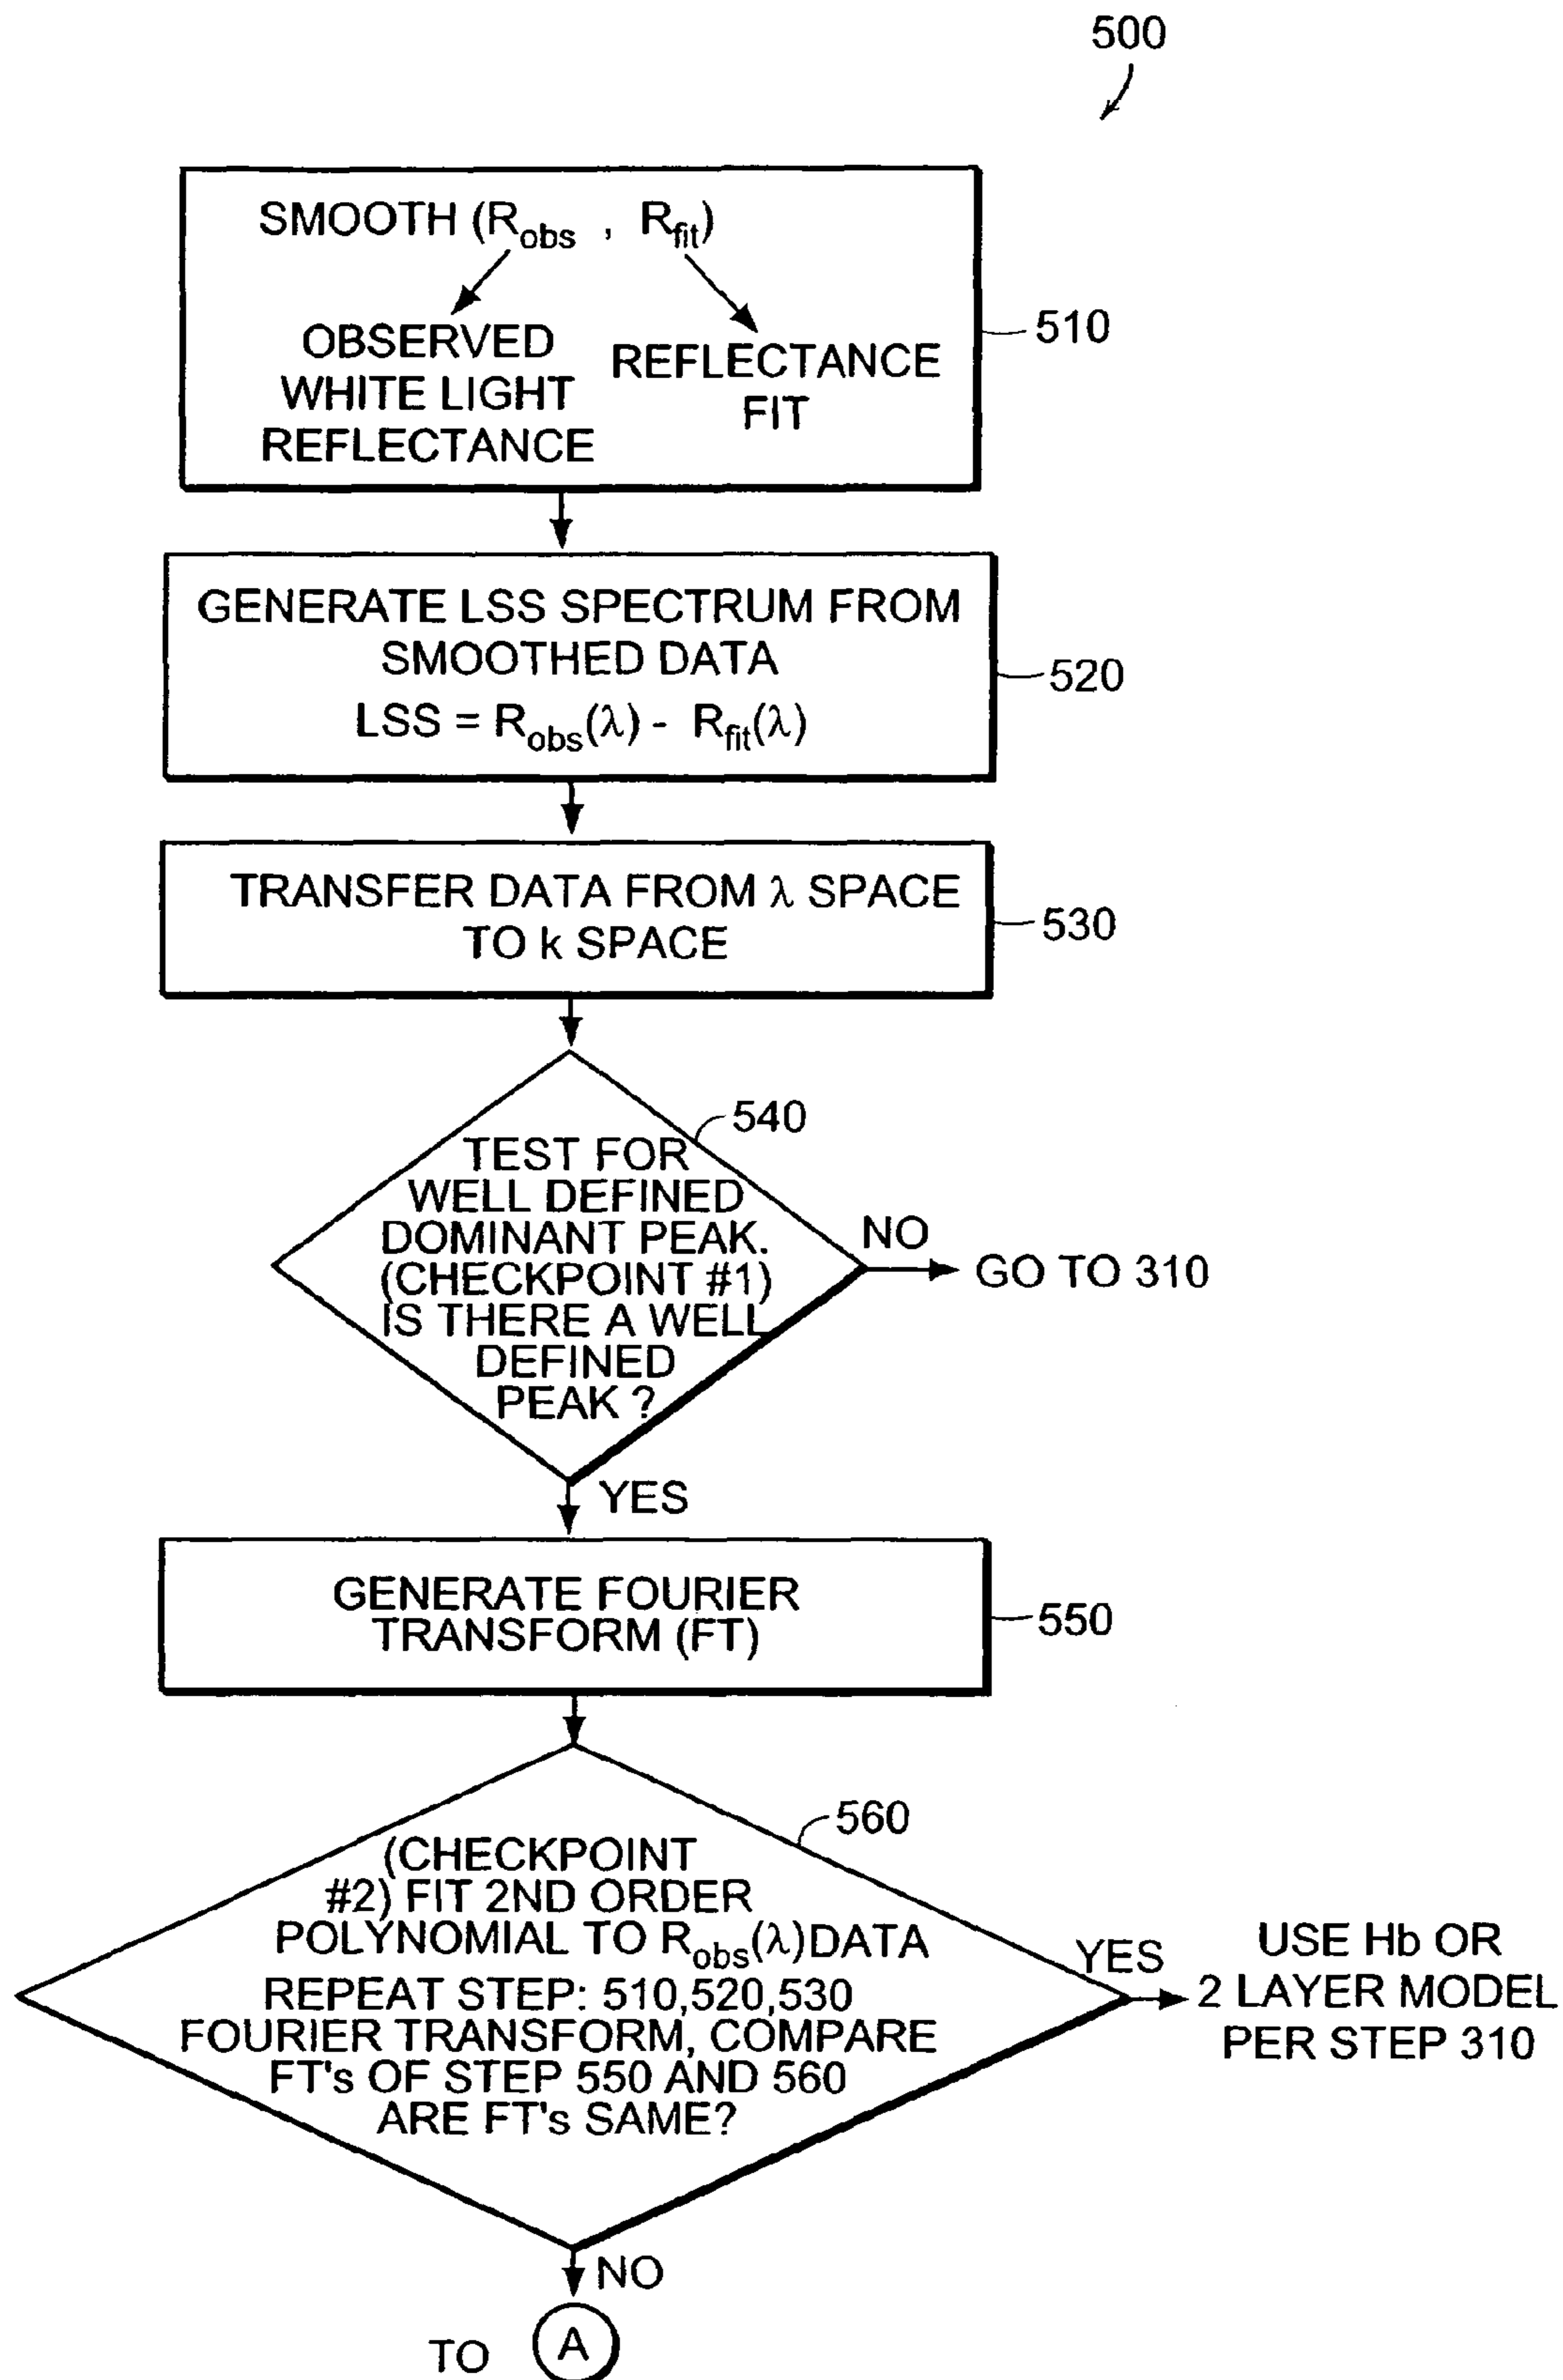 500
SMOOTH (Robs , Rfit)
OBSERVED
WHITE LIGHT
REFLECTANCE
REFLECTANCE
FIT
510
GENERATE LSS SPECTRUM FROM
SMOOTHED DATA
LSS = Robs(λ) - Rfit(λ)
520
TRANSFER DATA FROM λ SPACE
TO k SPACE
530
540
TEST FOR
WELL DEFINED
DOMINANT PEAK.
(CHECKPOINT #1)
IS THERE A WELL
DEFINED
PEAK ?
NO
GO TO 310
YES
GENERATE FOURIER
TRANSFORM (FT)
550
560
(CHECKPOINT
#2) FIT 2ND ORDER
POLYNOMIAL TO Robs(λ)DATA
REPEAT STEP: 510,520,530
FOURIER TRANSFORM, COMPARE
FT's OF STEP 550 AND 560
ARE FT's SAME?
YES
USE Hb OR
2 LAYER MODEL
PER STEP 310
NO
TO A